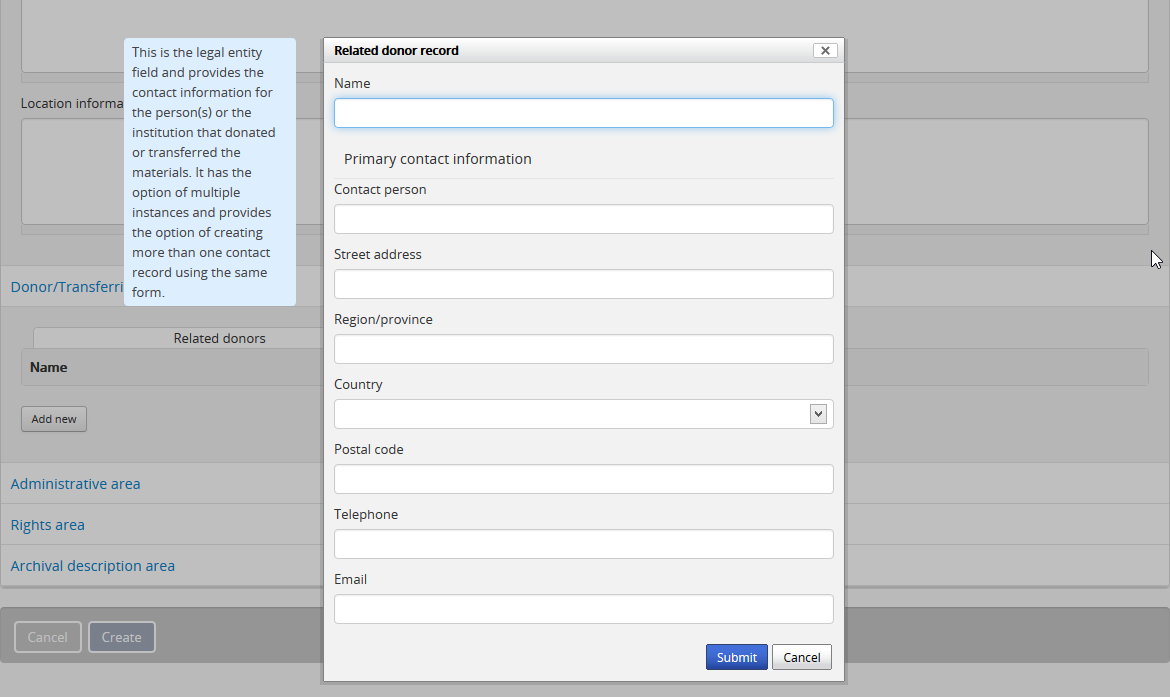 This is the legal entity
field and provides the
contact information for
the person(s) or the
institution that donated
or transferred the
materials. It has the
option of multiple
instances and provides
the option of creating
more than one contact
record using the same
form.
Location informa
Donor/Transferri
Related donors
Name
Add new
Administrative area
Rights area
Archival description area
Cancel
Create
Related donor record
Name
Primary contact information
Contact person
Street address
Region/province
Country
Postal code
Telephone
Email
Submit
Cancel